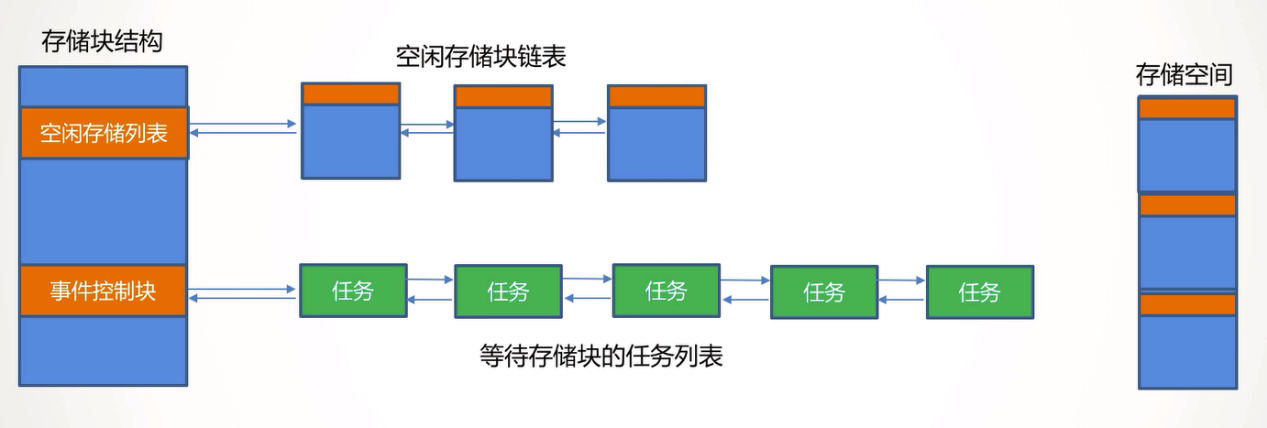 存储块结构
空闲存储块链表
存储空间
空闲存储列表
事件控制块
任务
任务
任务
任务
任务
等待存储块的任务列表